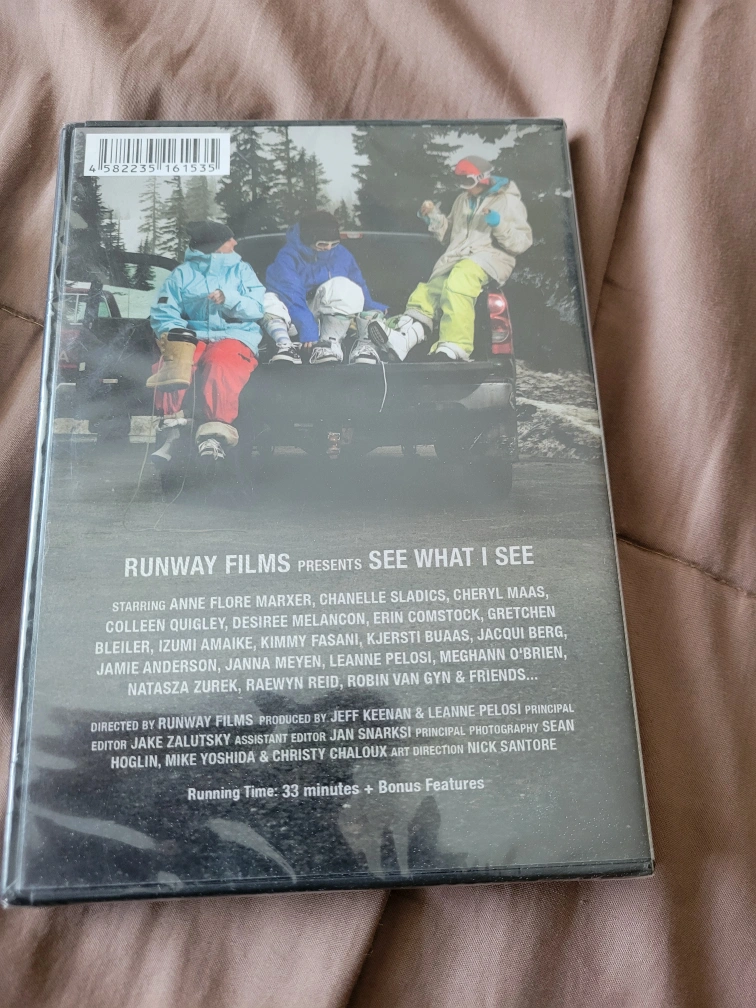 4 582235 161535
RUNWAY FILMS PRESENTS SEE WHAT I SEE
STARRING ANNE FLORE MARXER, CHANELLE SLADICS, CHERYL MAAS,
COLLEEN QUIGLEY, DESIREE MELANCON, ERIN COMSTOCK, GRETCHEN
BLEILER, IZUMI AMAIKE, KIMMY FASANI, KJERSTI BUAAS, JACQUI BERG,
JAMIE ANDERSON, JANNA MEYEN, LEANNE PELOSI, MEGHANN O'BRIEN,
NATASZA ZUREK, RAEWYN REID, ROBIN VAN GYN & FRIENDS...
DIRECTED BY RUNWAY FILMS PRODUCED BY JEFF KEENAN & LEANNE PELOSI PRINCIPAL
EDITOR JAKE ZALUTSKY ASSISTANT EDITOR JAN SNARKSI PRINCIPAL PHOTOGRAPHY SEAN
HOGLIN, MIKE YOSHIDA & CHRISTY CHALOUX ART DIRECTION NICK SANTORE
Running Time: 33 minutes + Bonus Features